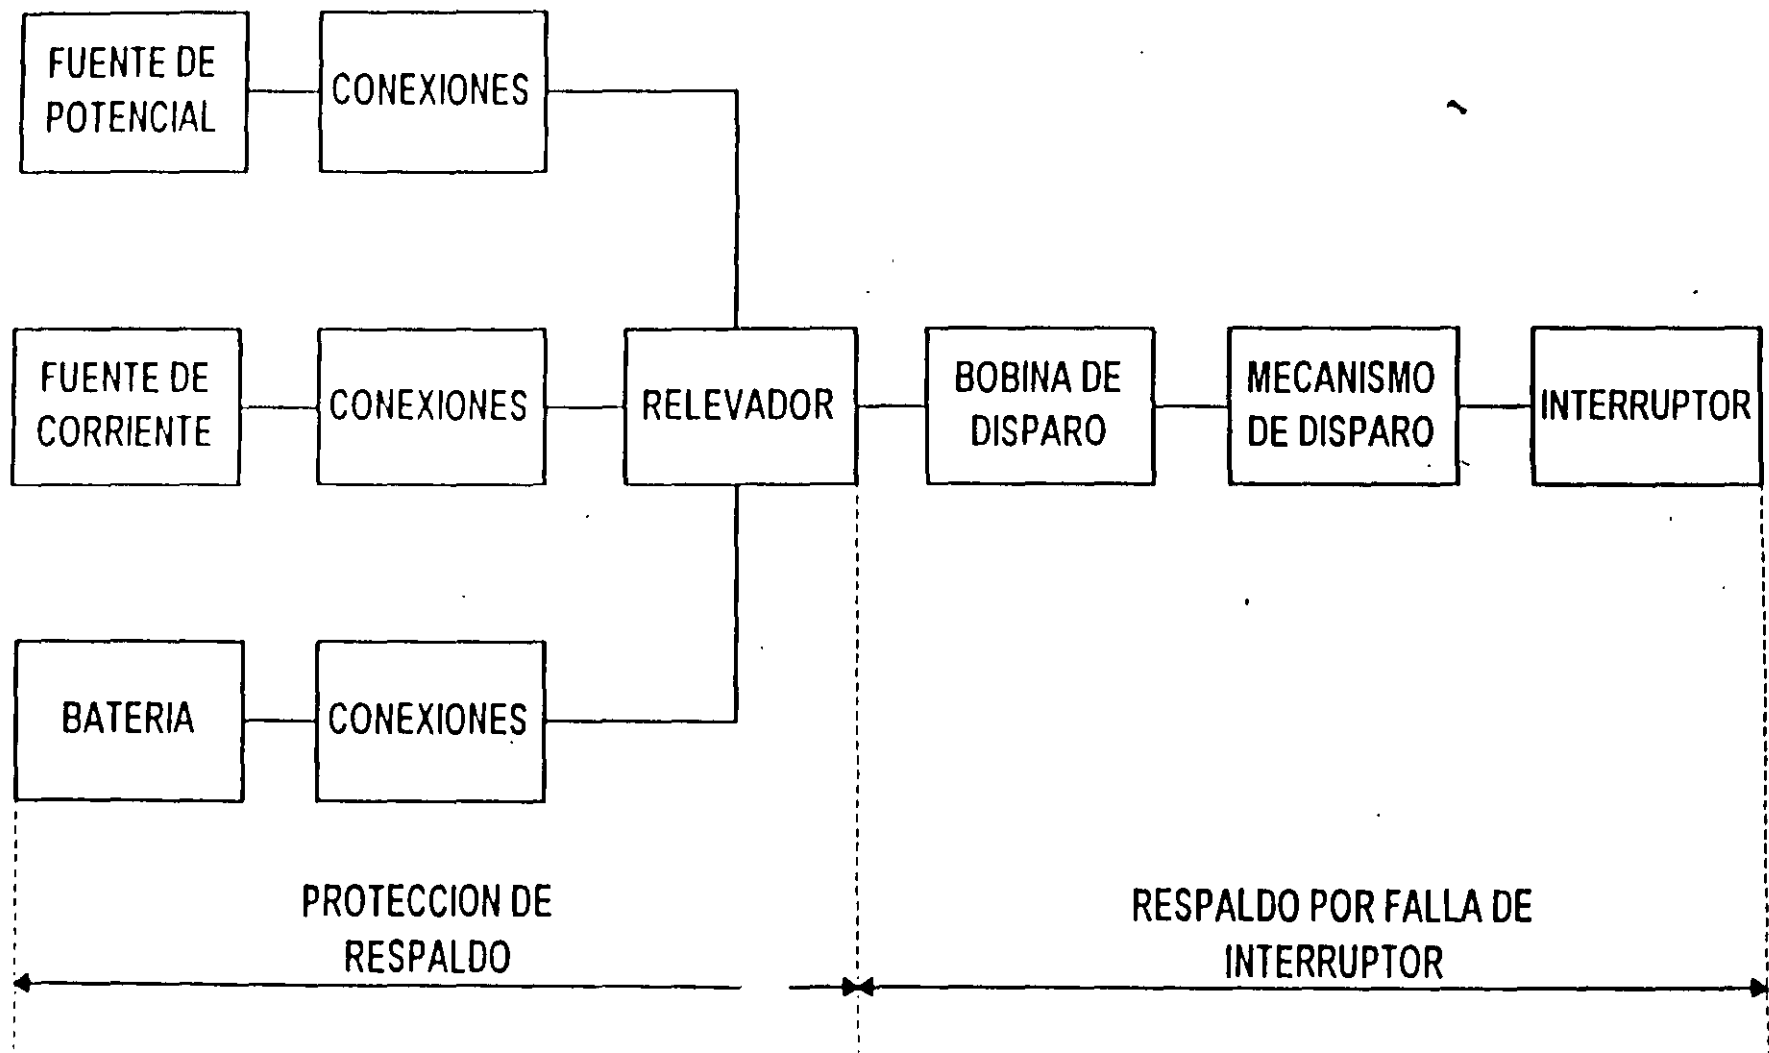 FUENTE DE
POTENCIAL
CONEXIONES
FUENTE DE
CORRIENTE
CONEXIONES
RELEVADOR
BOBINA DE
DISPARO
MECANISMO
DE DISPARO
INTERRUPTOR
BATERIA
CONEXIONES
PROTECCION DE
RESPALDO
RESPALDO POR FALLA DE
INTERRUPTOR